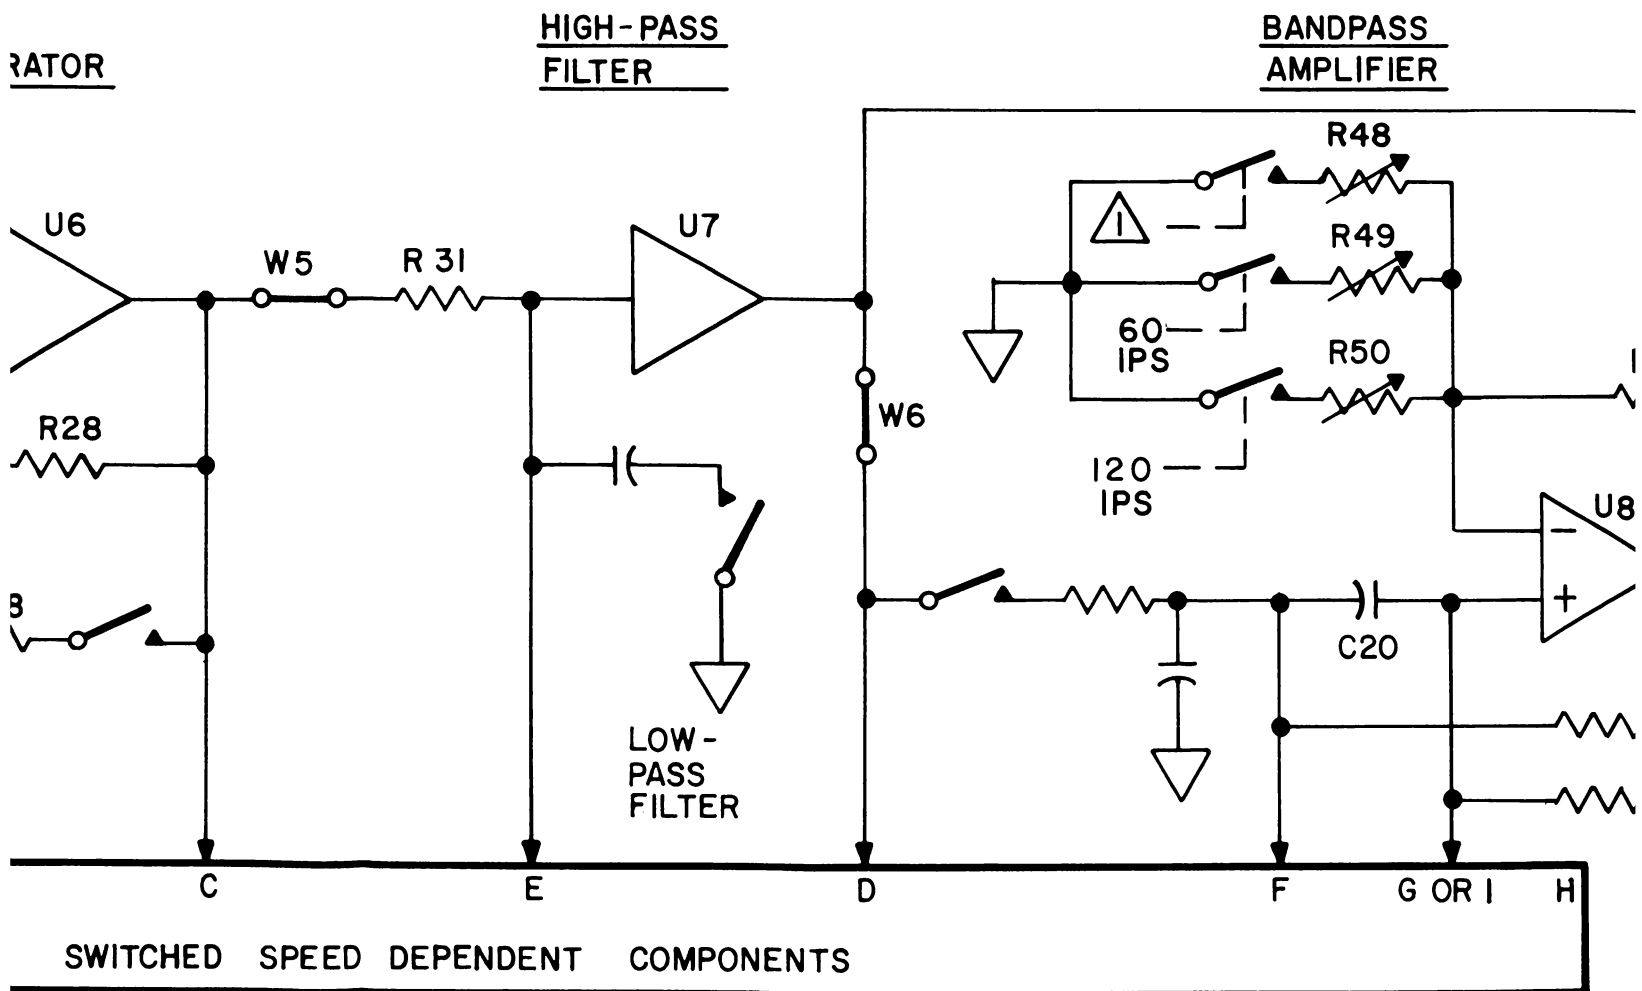 HIGH-PASS
FILTER
BANDPASS
AMPLIFIER
RATOR
R48
U6
U7
1
R49
W5
R 31
60
IPS
R50
W6
R28
120
IPS
U8
-
+
C20
LOW-
PASS
FILTER
C
E
D
F
G OR I
H
SWITCHED SPEED DEPENDENT COMPONENTS